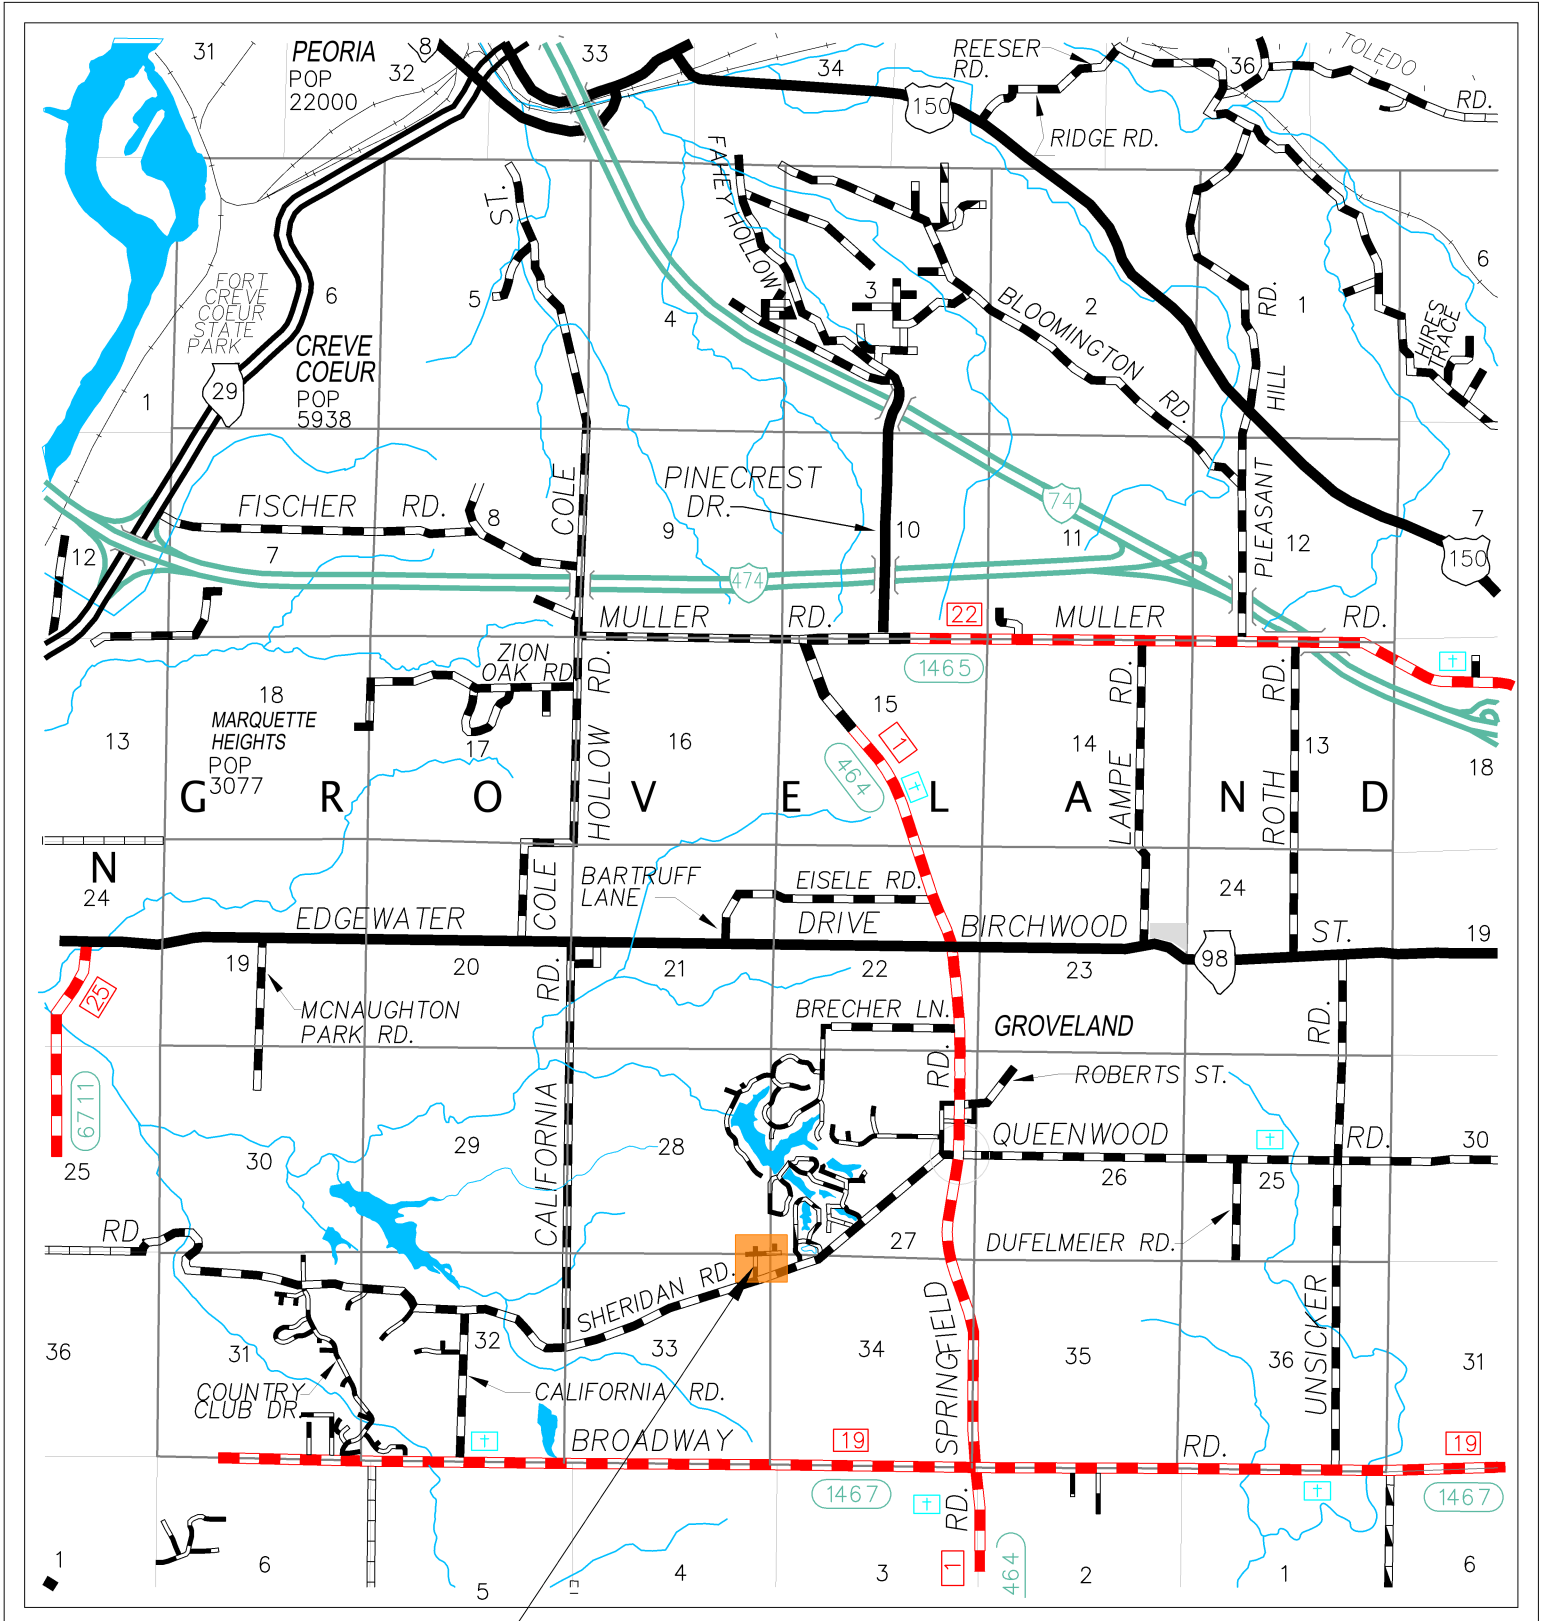 31
PEORIA
POP
22000
32
8
33
34
150
REESER
RD.
RIDGE RD.
36
TOLEDO
RD.
FAHEY HOLLOW
ST.
FORT
CREVE
COEUR
STATE
PARK
6
5
4
3
2
1
6
BLOOMINGTON
RD.
RD.
HILL
HIRES
TRACE
CREVE
COEUR
POP
5938
29
1
FISCHER RD.
8
COLE
PINECREST
DR.
9
10
74
11
PLEASANT
12
7
150
12
7
474
MULLER RD.
22
MULLER RD.
1465
ZION
OAK RD
RD.
18
MARQUETTE
HEIGHTS
POP
3077
13
17
16
15
1
464
14
LAMPE RD.
ROTH RD.
13
18
G R O V E L A N D
HOLLOW
N
24
COLE
BARTRUFF
LANE
EISELE RD.
24
EDGEWATER
DRIVE
BIRCHWOOD
ST.
19
98
25
19
20
21
22
23
MCNAUGHTON
PARK RD.
RD.
BRECHER LN.
GROVELAND
RD.
RD.
6711
ROBERTS ST.
CALIFORNIA
QUEENWOOD RD.
25
30
29
28
26
25
30
RD
27
DUFELMEIER RD.
SHERIDAN RD.
SPRINGFIELD
UNSICKER
36
31
32
33
34
35
36
31
COUNTRY
CLUB DR.
CALIFORNIA RD.
BROADWAY
19
RD.
19
1467
1467
RD.
1
464
1
6
5
4
3
2
1
6